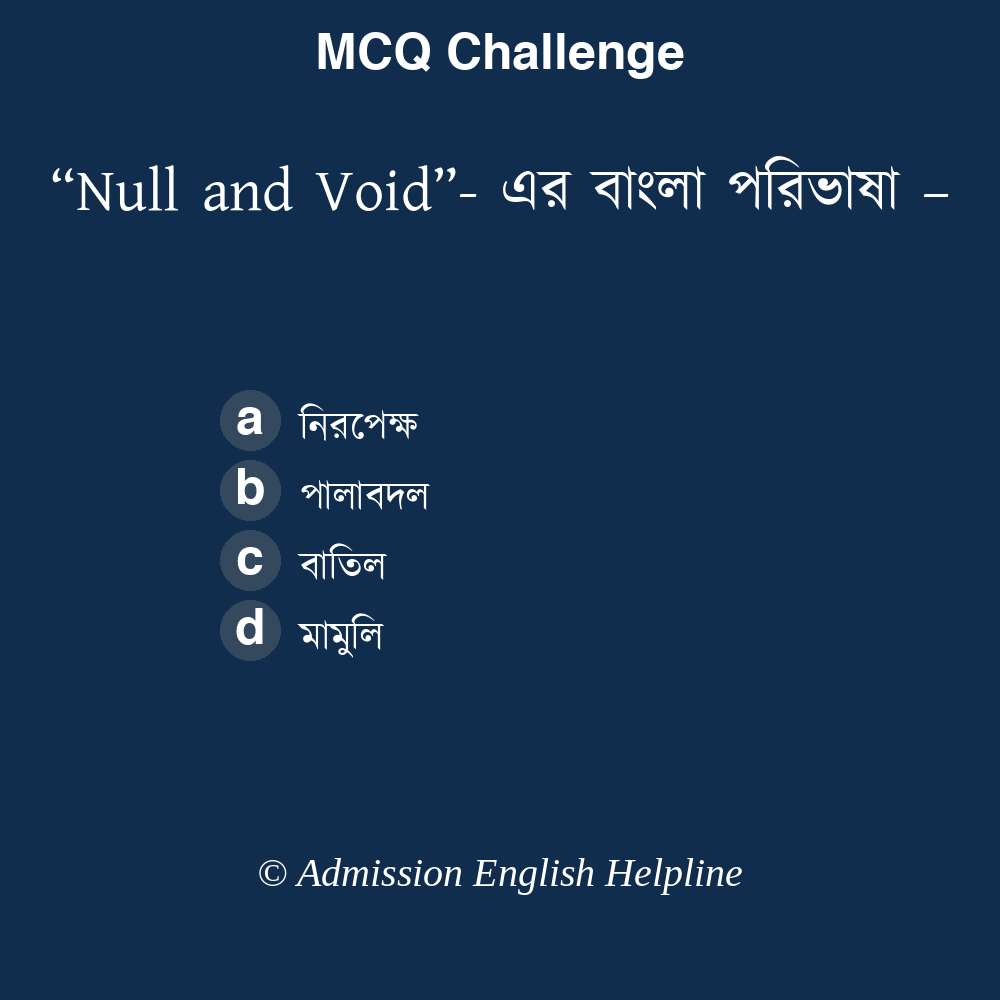 MCQ Challenge
“Null and Void”- এর বাংলা পরিভাষা –
a নিরপেক্ষ
b পালাবদল
c বাতিল
d মামুলি
© Admission English Helpline